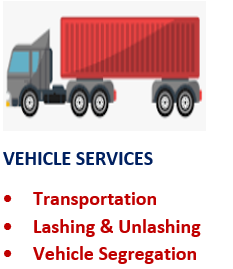 VEHICLE SERVICES
• Transportation
• Lashing & Unlashing
• Vehicle Segregation